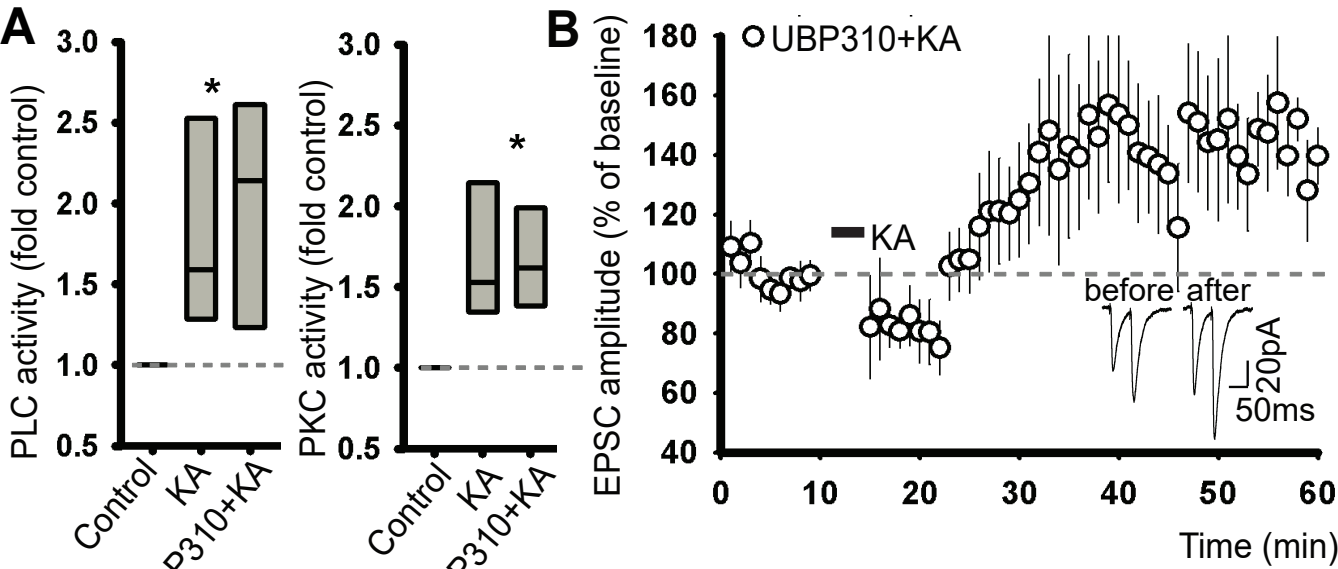 A
PLC activity (fold control)
3.0
2.5
2.0
1.5
1.0
0.5
*
Control
KA
P310+KA
PKC activity (fold control)
3.0
2.5
2.0
1.5
1.0
0.5
*
Control
KA
P310+KA
B
EPSC amplitude (% of baseline)
180
160
140
120
100
80
60
40
UBP310+KA
KA
before after
20pA
50ms
0 10 20 30 40 50 60
Time (min)